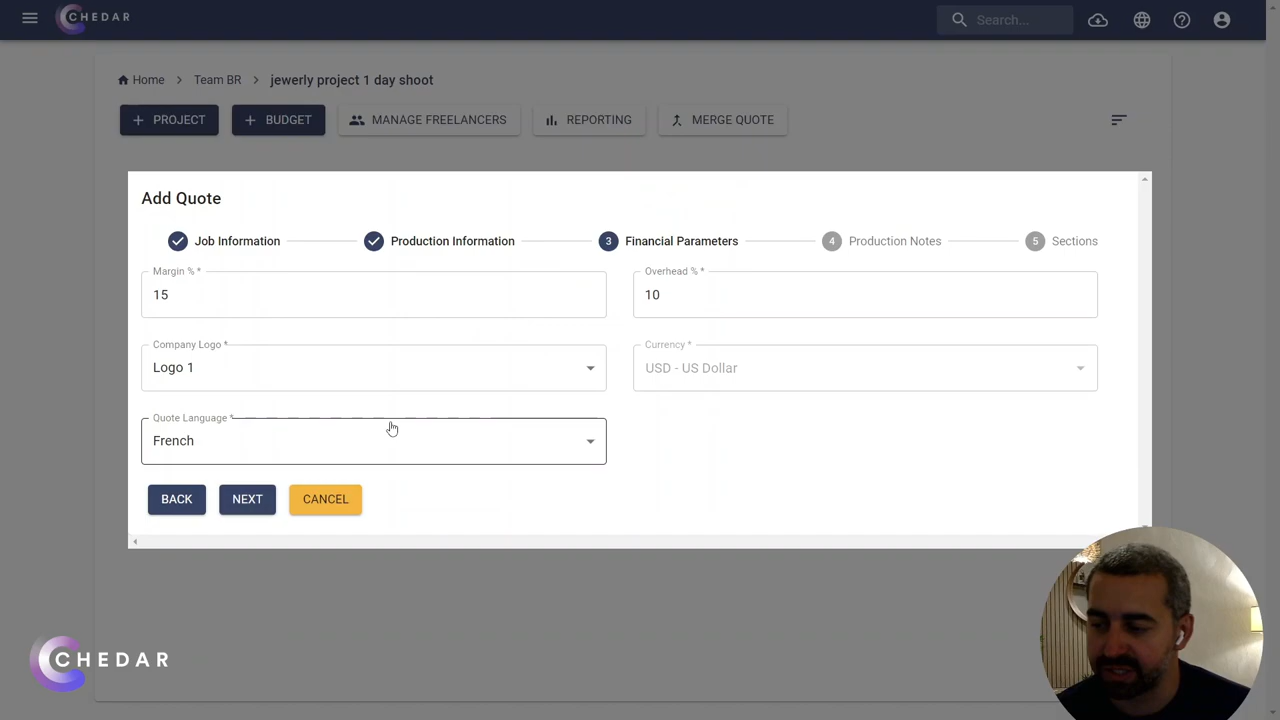 CHEDAR
Search...
Home > Team BR > jewerly project 1 day shoot
+ PROJECT
+ BUDGET
MANAGE FREELANCERS
REPORTING
MERGE QUOTE
Add Quote
Job Information
Production Information
3 Financial Parameters
4 Production Notes
5 Sections
Margin % *
15
Overhead % *
10
Company Logo *
Logo 1
Currency *
USD - US Dollar
Quote Language *
French
BACK
NEXT
CANCEL
CHEDAR